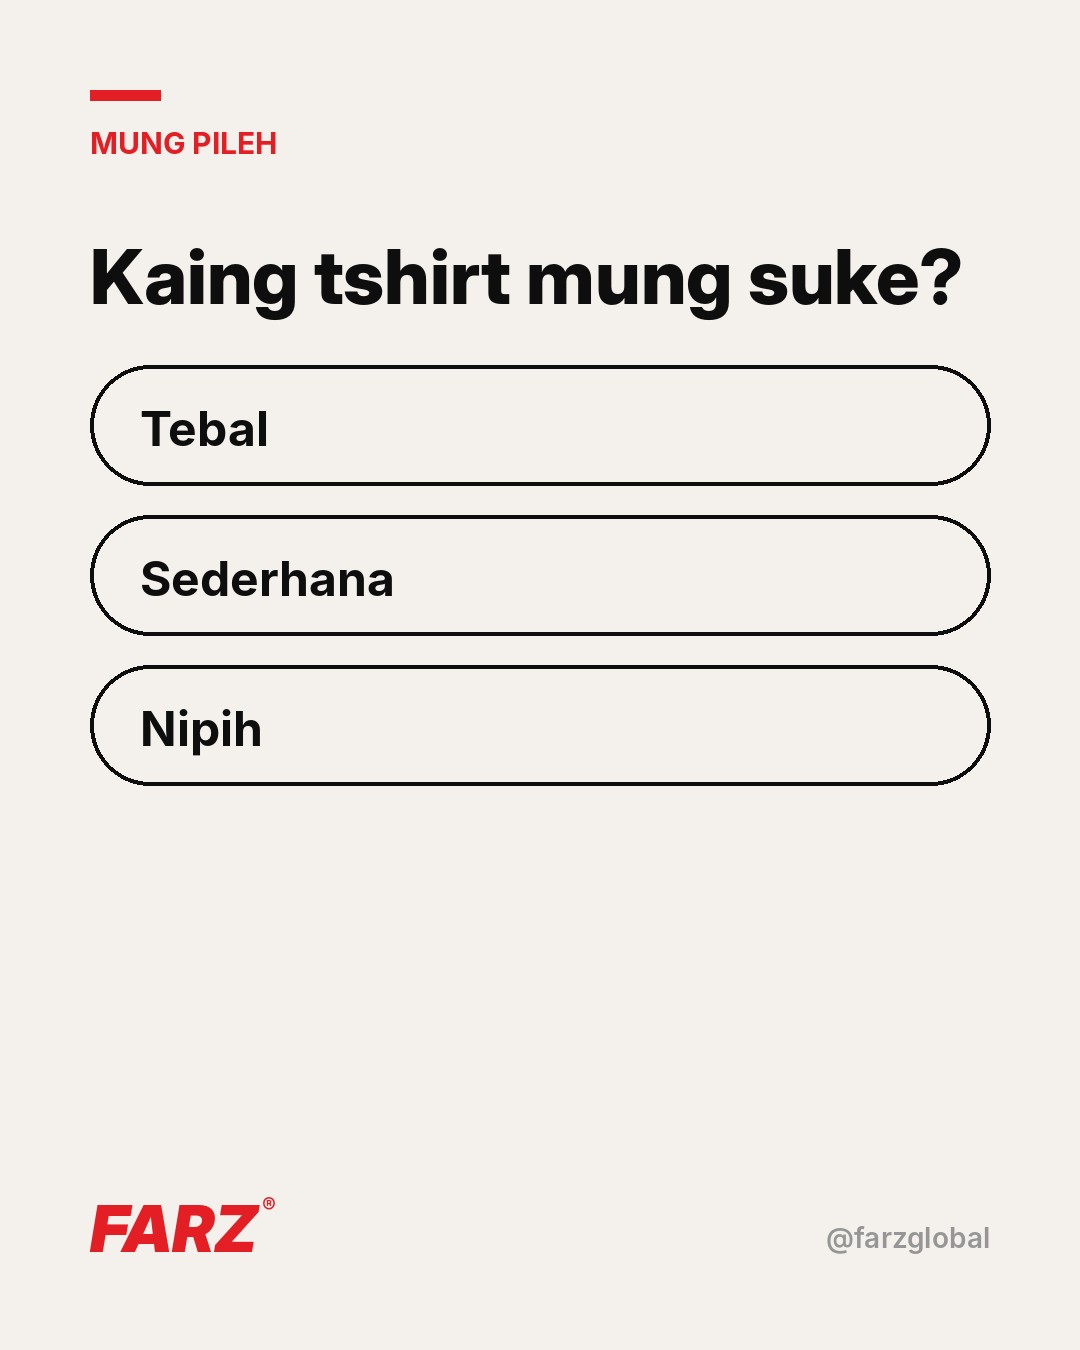 MUNG PILEH
Kaing tshirt mung suke?
Tebal
Sederhana
Nipih
FARZ®
@farzglobal